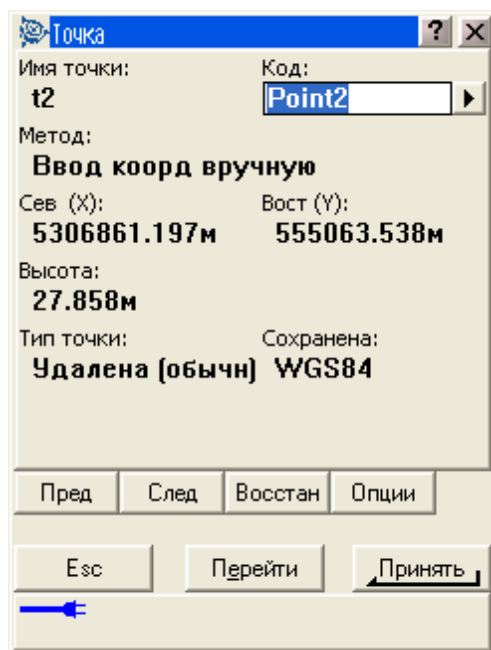 Точка ? X
Имя точки: Код:
t2 Point2
Метод:
Ввод коорд вручную
Сев (X): Вост (Y):
5306861.197м 555063.538м
Высота:
27.858м
Тип точки: Сохранена:
Удалена (обычн) WGS84
Пред След Восстан Опции
Esc Перейти Принять